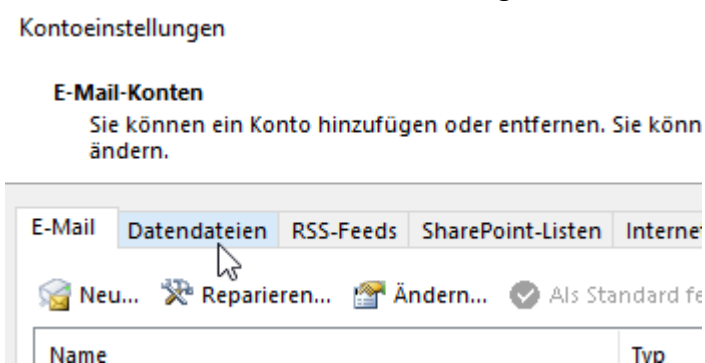 Kontoeinstellungen
E-Mail-Konten
Sie können ein Konto hinzufügen oder entfernen. Sie könn
ändern.
E-Mail Datendateien RSS-Feeds SharePoint-Listen Interne
Neu... Reparieren... Ändern... Als Standard fe
Name Typ